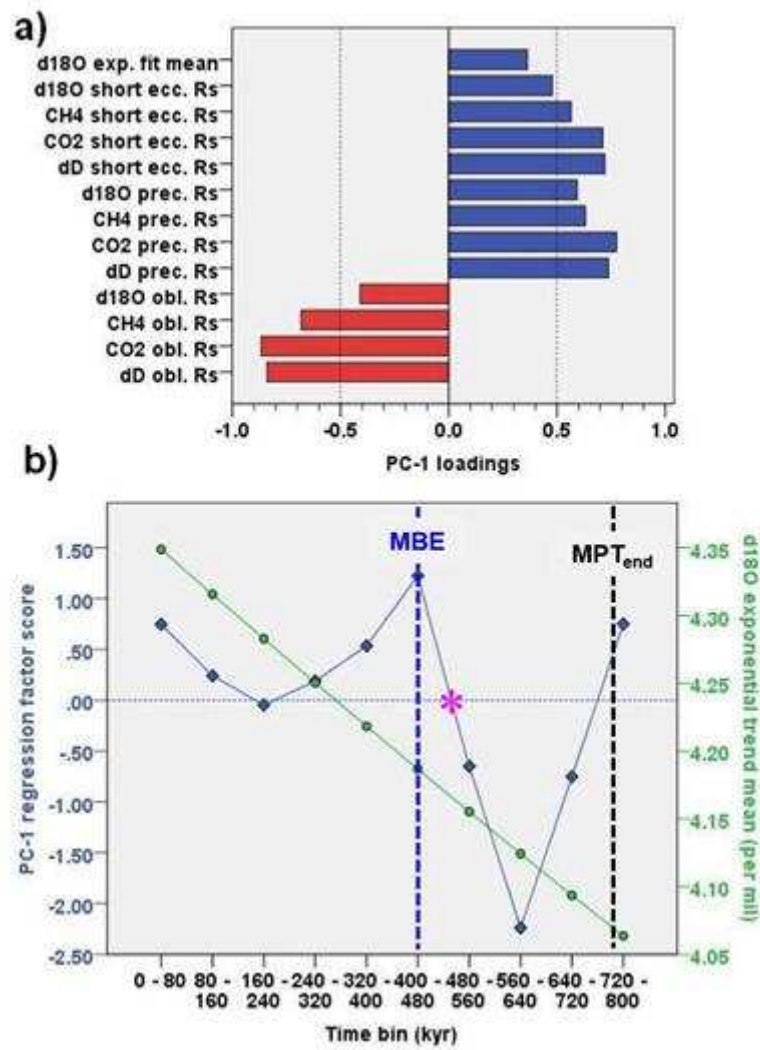 a)
d18O exp. fit mean
d18O short ecc. Rs
CH4 short ecc. Rs
CO2 short ecc. Rs
dD short ecc. Rs
d18O prec. Rs
CH4 prec. Rs
CO2 prec. Rs
dD prec. Rs
d18O obl. Rs
CH4 obl. Rs
CO2 obl. Rs
dD obl. Rs
-1.0 -0.5 0.0 0.5 1.0
PC-1 loadings
b)
PC-1 regression factor score
1.50
1.00
.50
.00
-.50
-1.00
-1.50
-2.00
-2.50
MBE
MPTend
*
4.35
4.30
4.25
4.20
4.15
4.10
4.05
d18O exponential trend mean (per mil)
0 - 80 80 - 160 - 240 - 320 - 400 - 480 - 560 - 640 - 720 -
160 240 320 400 480 560 640 720 800
Time bin (kyr)